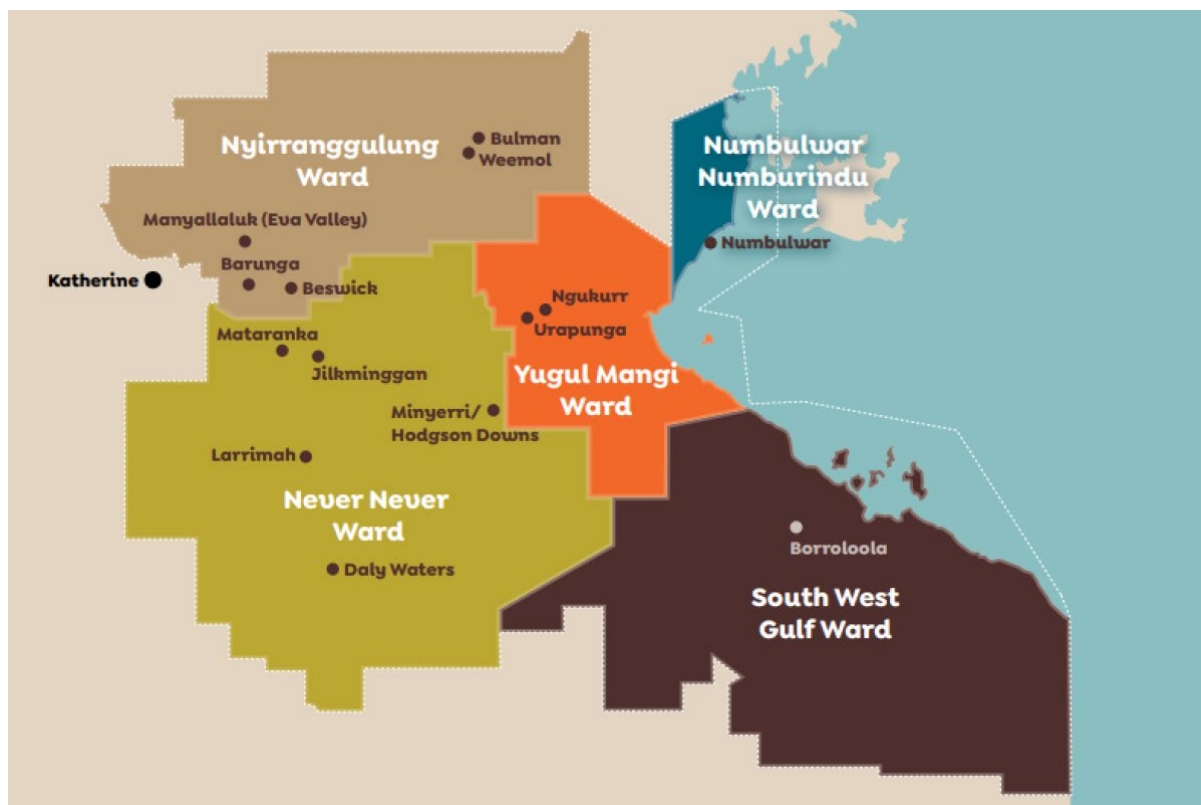 Nyirranggulung
Ward
Bulman
Weemol
Manyallaluk (Eva Valley)
Barunga
Beswick
Katherine
Numbulwar
Numburindu
Ward
Numbulwar
Ngukurr
Urapunga
Yugul Mangi
Ward
Mataranka
Jilkminggan
Minyerri/
Hodgson Downs
Larrimah
Never Never
Ward
Daly Waters
Borroloola
South West
Gulf Ward